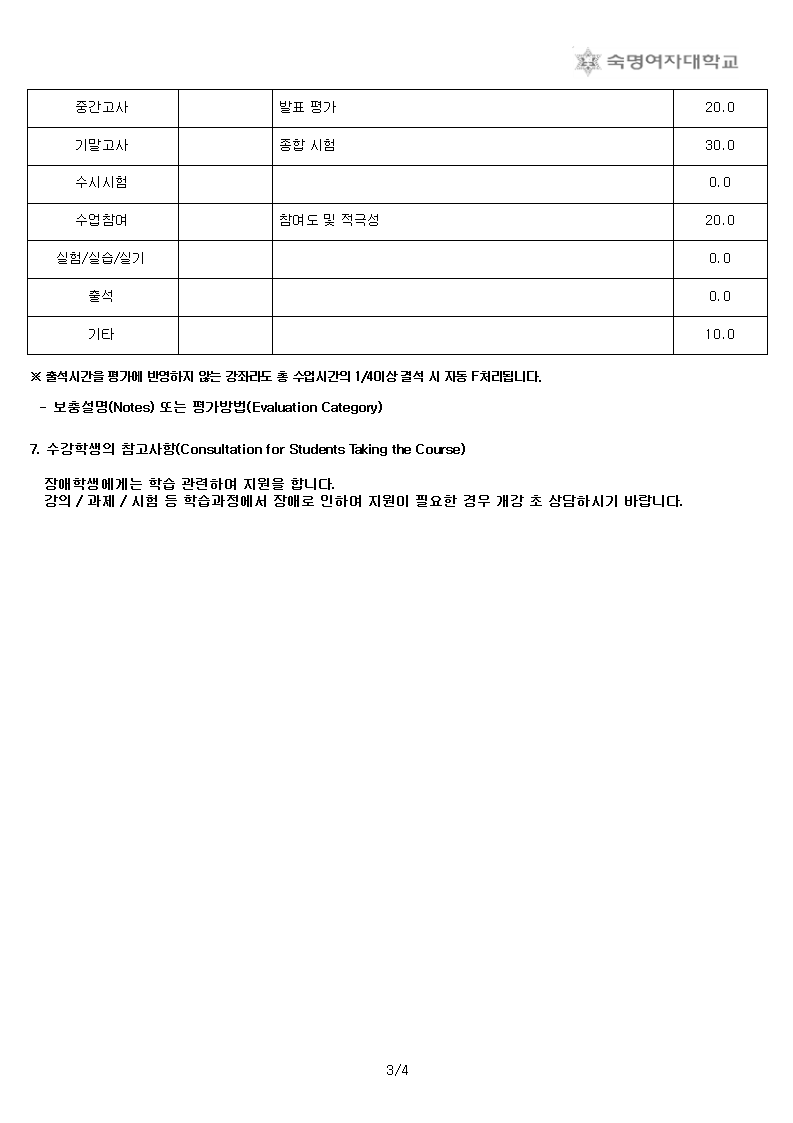 숙명여자대학교
중간고사 발표 평가 20.0
기말고사 종합 시험 30.0
수시시험 0.0
수업참여 참여도 및 적극성 20.0
실험/실습/실기 0.0
출석 0.0
기타 10.0
※ 출석시간을 평가에 반영하지 않는 강좌라도 총 수업시간의 1/4이상 결석 시 자동 F처리됩니다.
- 보충설명(Notes) 또는 평가방법(Evaluation Category)
7. 수강학생의 참고사항(Consultation for Students Taking the Course)
장애학생에게는 학습 관련하여 지원을 합니다.
강의 / 과제 / 시험 등 학습과정에서 장애로 인하여 지원이 필요한 경우 개강 초 상담하시기 바랍니다.
3/4